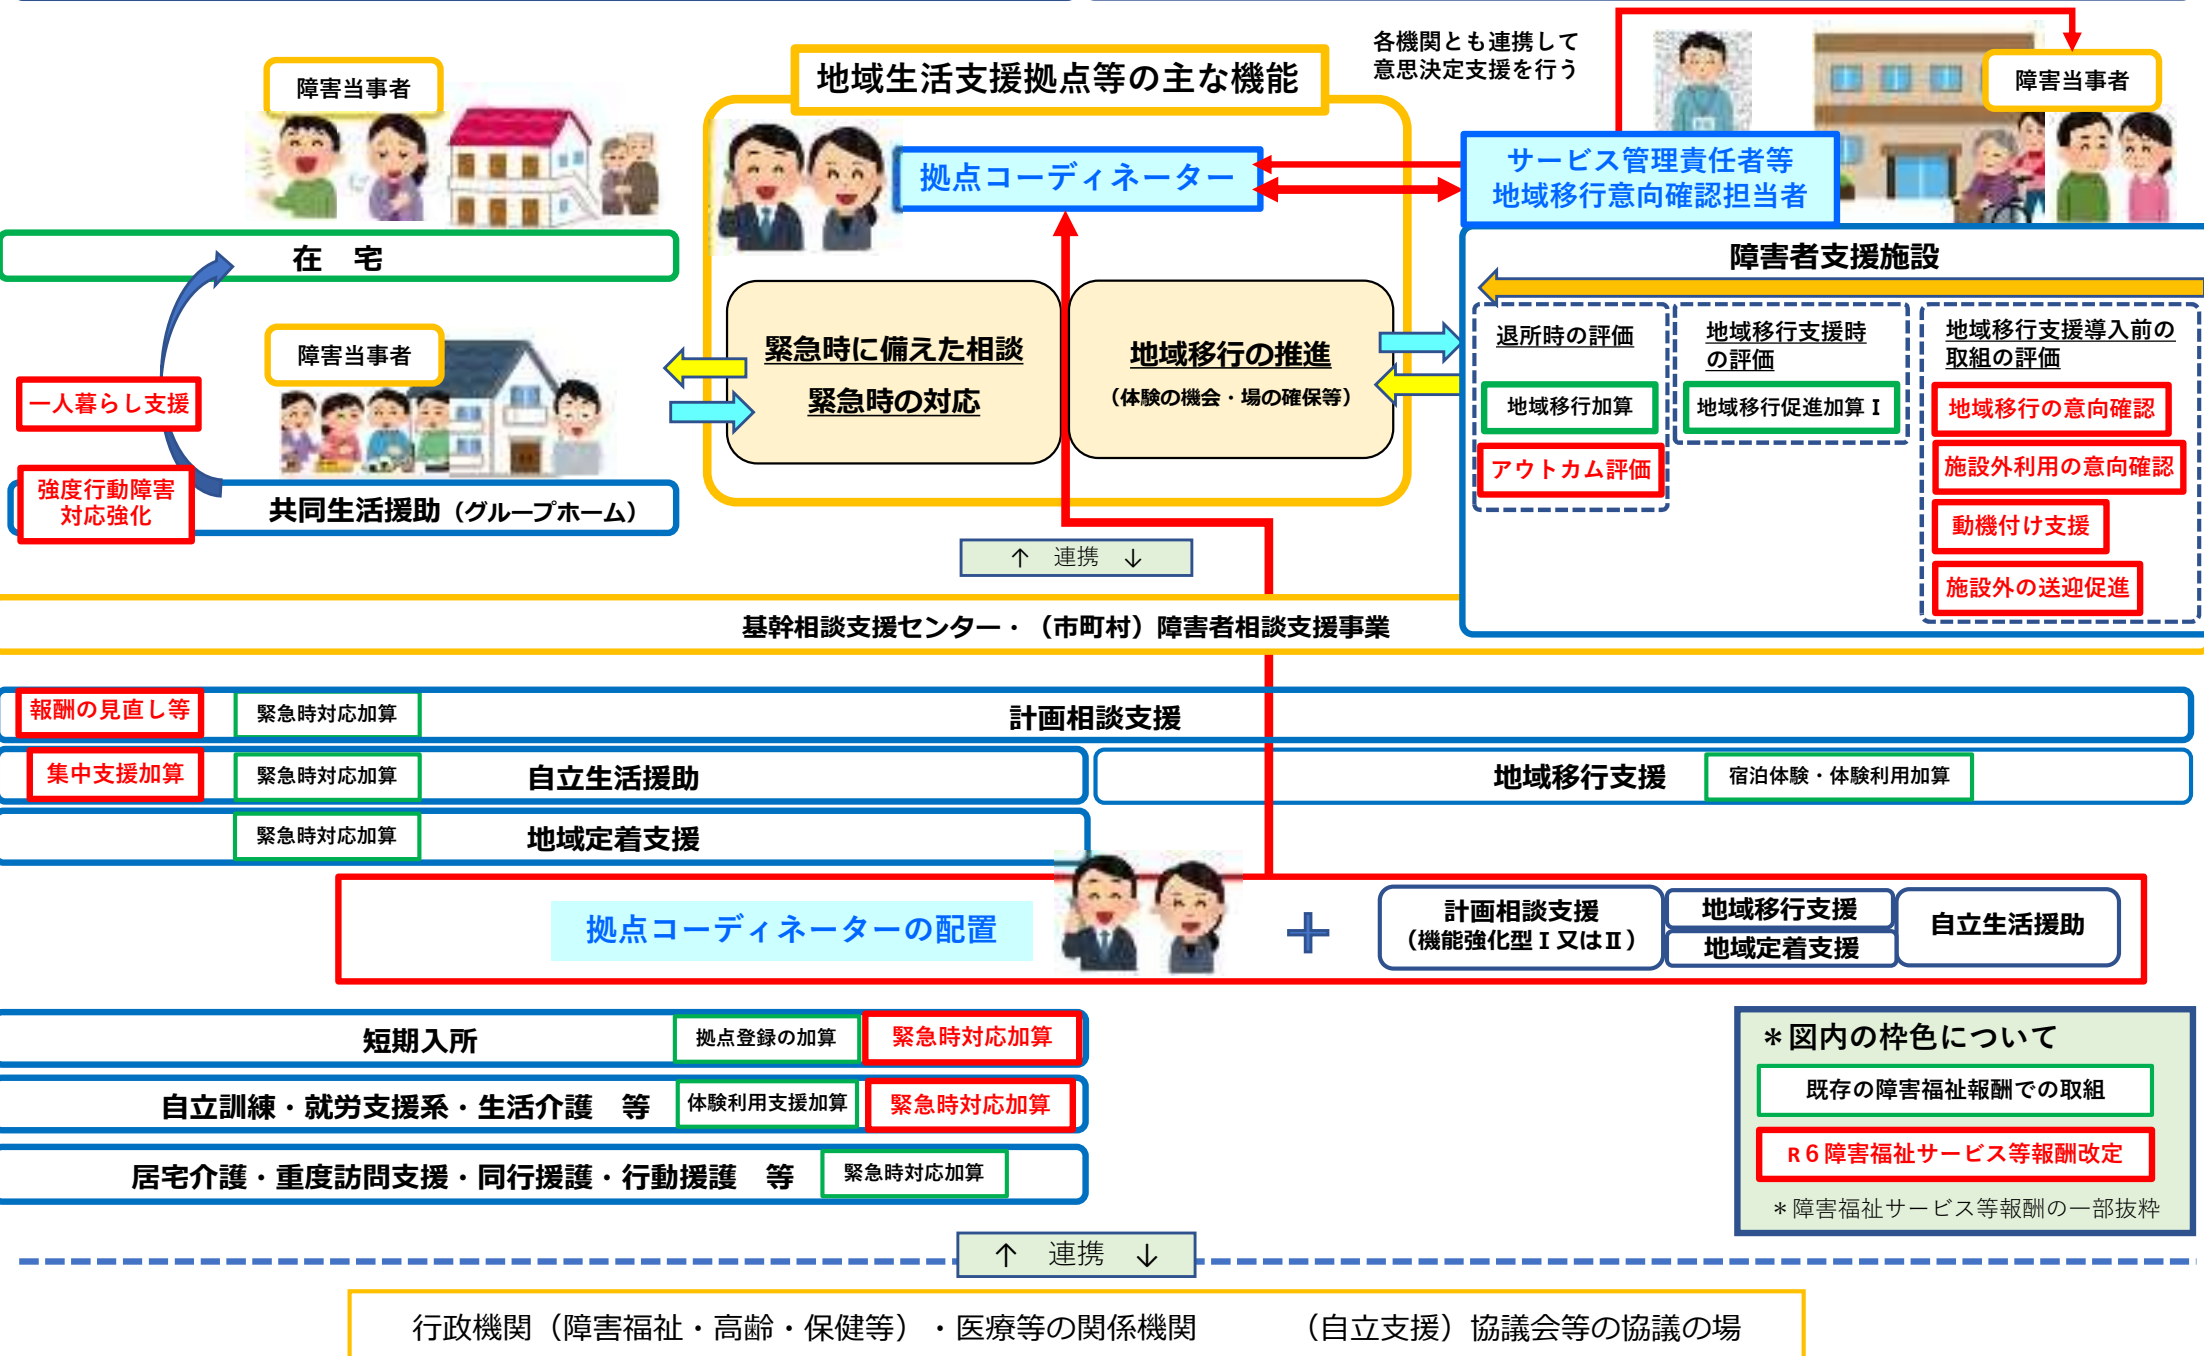 各機関とも連携して
意思決定支援を行う
地域生活支援拠点等の主な機能
障害当事者
障害当事者
拠点コーディネーター
サービス管理責任者等
地域移行意向確認担当者
在　宅
障害者支援施設
障害当事者
一人暮らし支援
強度行動障害
対応強化
共同生活援助（グループホーム）
緊急時に備えた相談
緊急時の対応
地域移行の推進
（体験の機会・場の確保等）
退所時の評価
地域移行加算
アウトカム評価
地域移行支援時
の評価
地域移行促進加算Ⅰ
地域移行支援導入前の
取組の評価
地域移行の意向確認
施設外利用の意向確認
動機付け支援
施設外の送迎促進
↑　連携　↓
基幹相談支援センター・（市町村）障害者相談支援事業
報酬の見直し等
緊急時対応加算
計画相談支援
集中支援加算
緊急時対応加算
自立生活援助
地域移行支援
宿泊体験・体験利用加算
緊急時対応加算
地域定着支援
拠点コーディネーターの配置
＋
計画相談支援
（機能強化型Ⅰ又はⅡ）
地域移行支援
地域定着支援
自立生活援助
短期入所
拠点登録の加算
緊急時対応加算
自立訓練・就労支援系・生活介護　等
体験利用支援加算
緊急時対応加算
居宅介護・重度訪問支援・同行援護・行動援護　等
緊急時対応加算
＊図内の枠色について
既存の障害福祉報酬での取組
R６障害福祉サービス等報酬改定
＊障害福祉サービス等報酬の一部抜粋
↑　連携　↓
行政機関（障害福祉・高齢・保健等）・医療等の関係機関　　　（自立支援）協議会等の協議の場